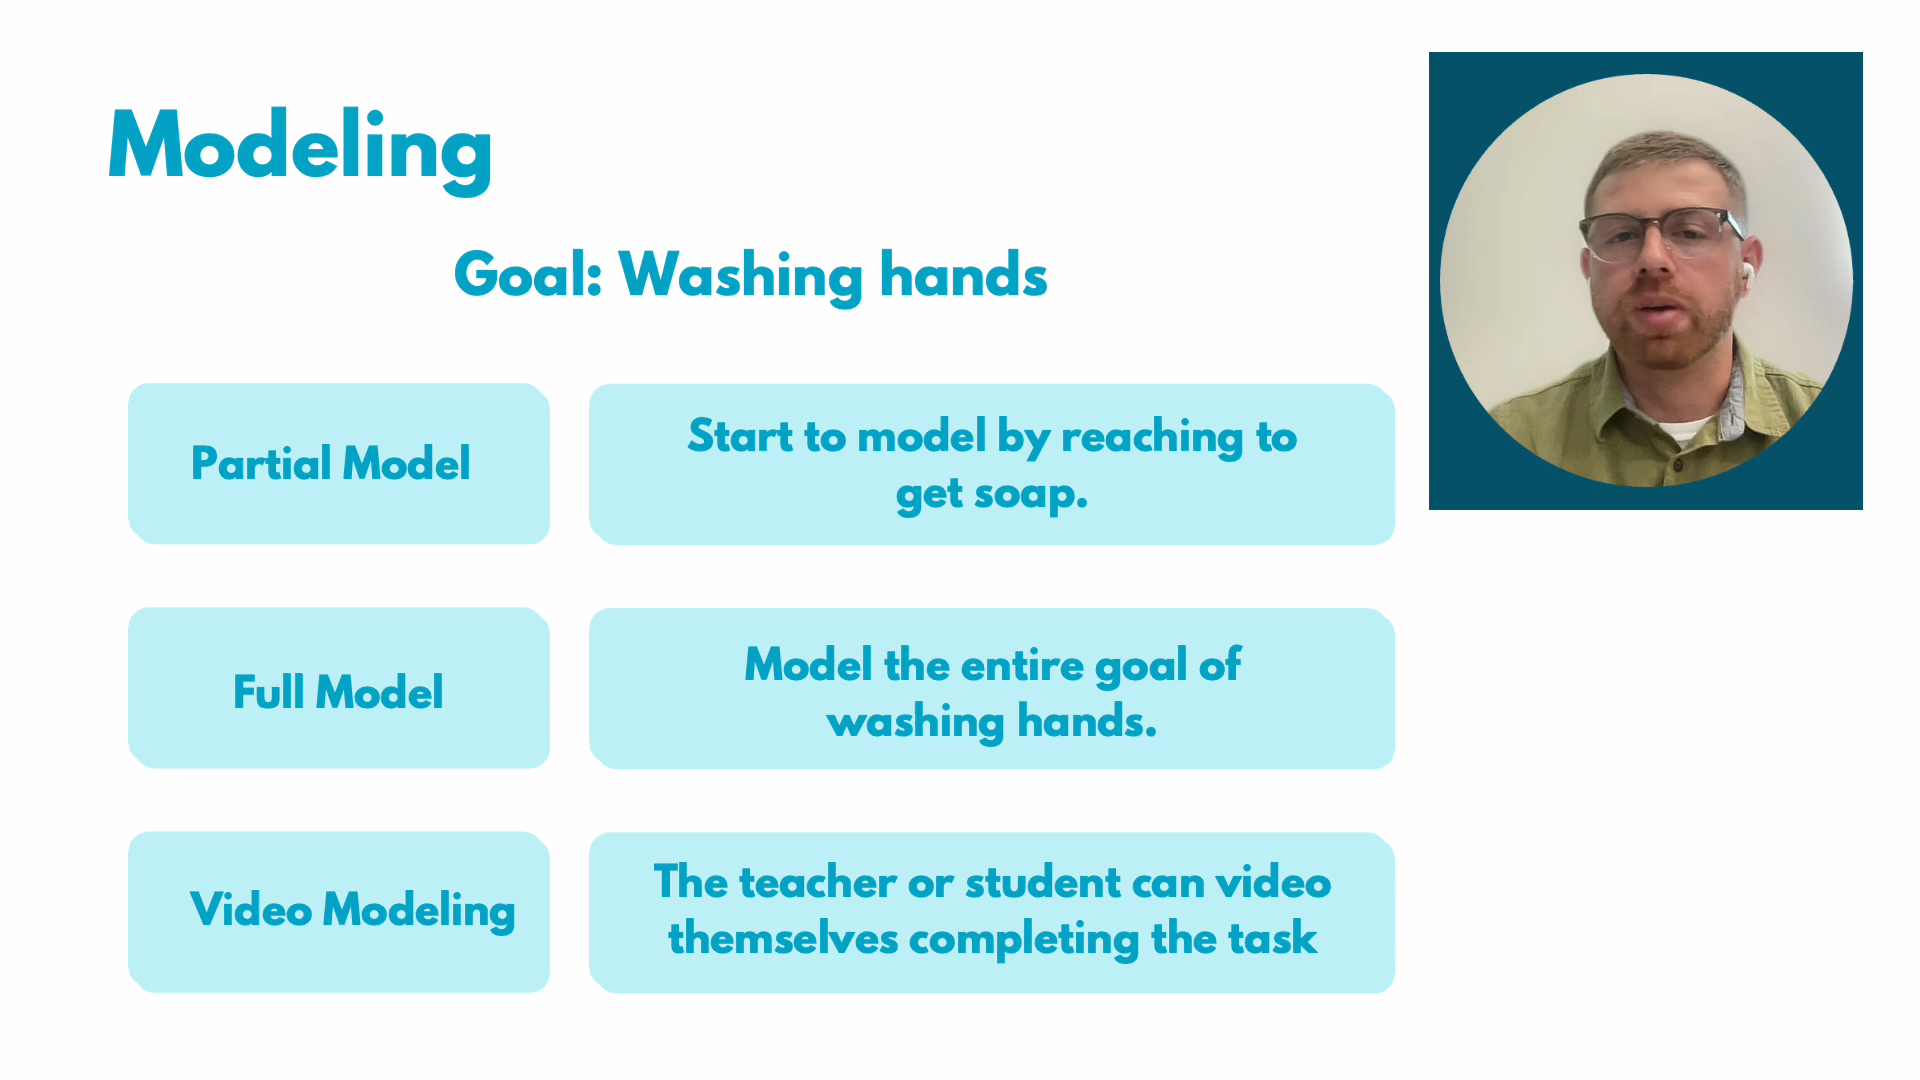 Modeling
Goal: Washing hands
Partial Model
Start to model by reaching to
get soap.
Full Model
Model the entire goal of
washing hands.
Video Modeling
The teacher or student can video
themselves completing the task